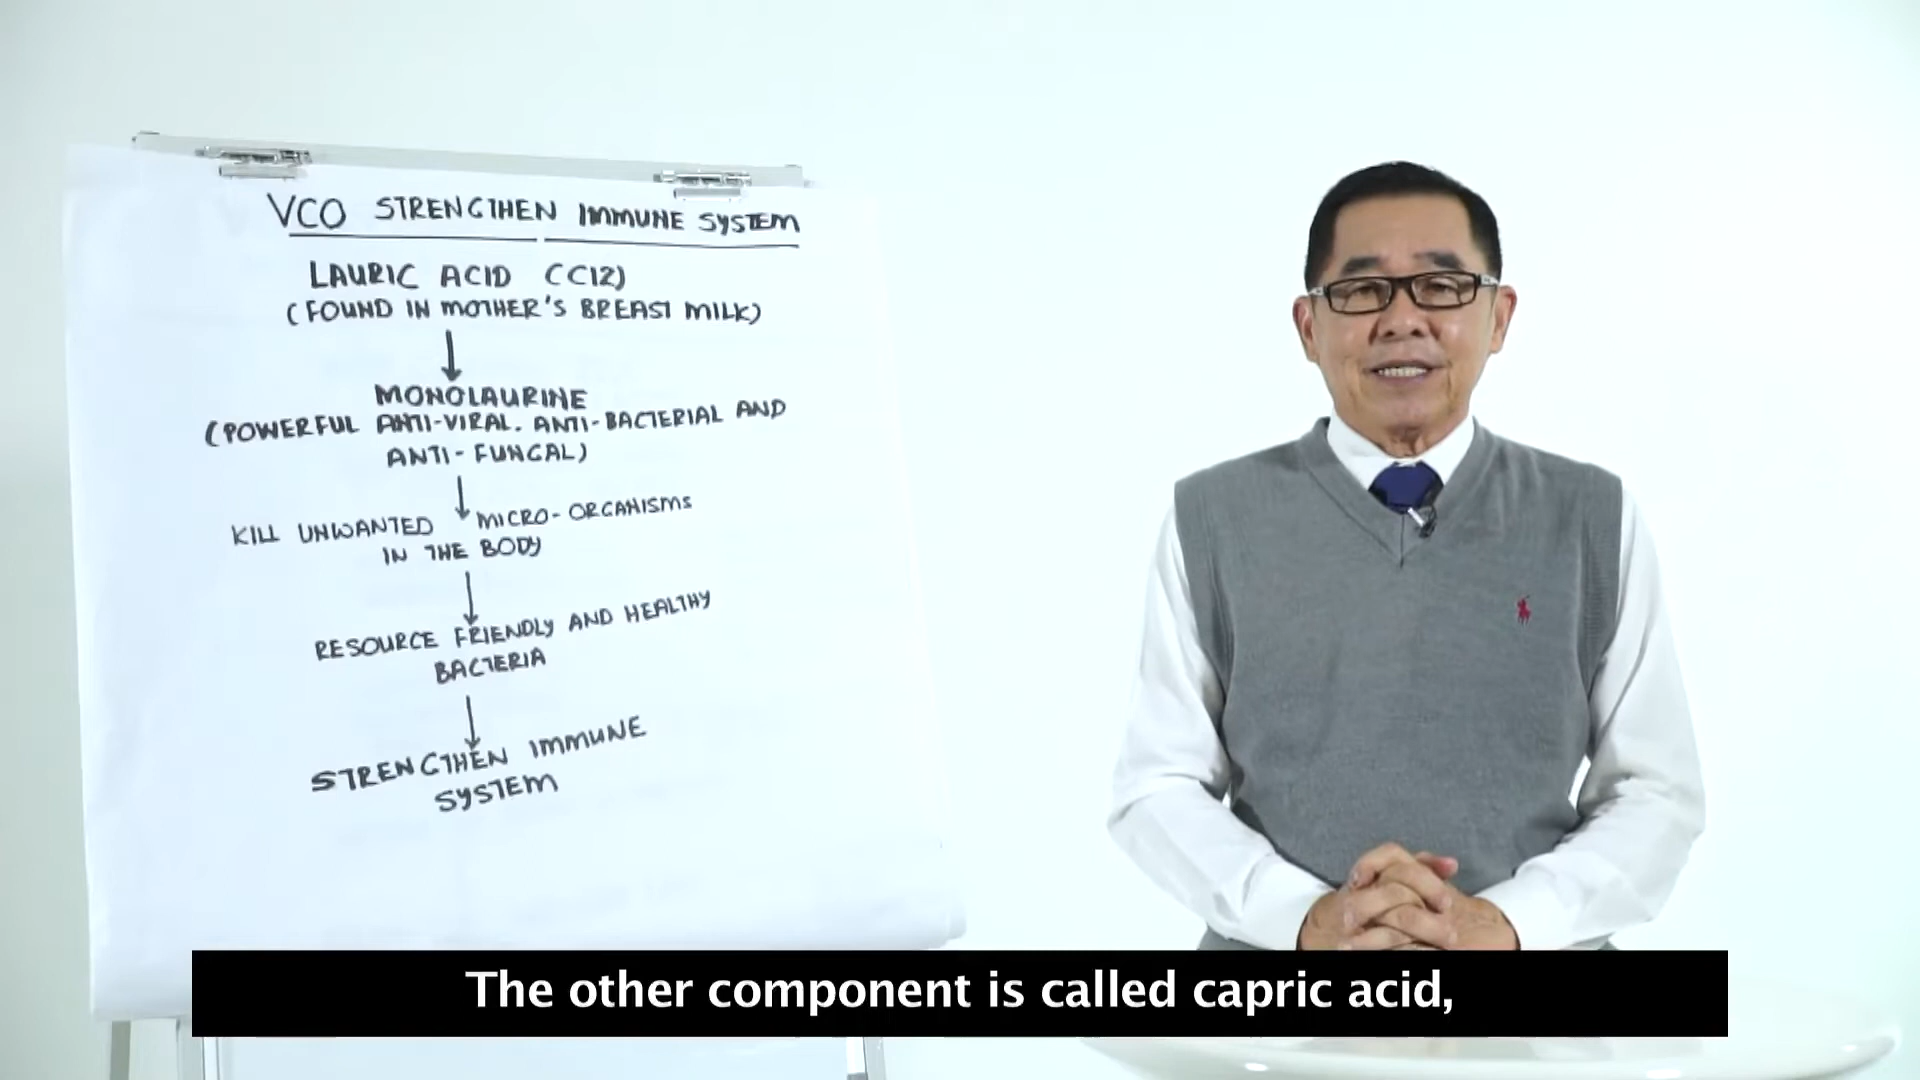 VCO STRENGTHEN IMMUNE SYSTEM
LAURIC ACID (C12)
(FOUND IN MOTHER'S BREAST MILK)
MONOLAURINE
(POWERFUL ANTI-VIRAL. ANTI-BACTERIAL AND
ANTI-FUNGAL)
KILL UNWANTED MICRO-ORGANISMS
IN THE BODY
RESOURCE FRIENDLY AND HEALTHY
BACTERIA
STRENGTHEN IMMUNE
SYSTEM
The other component is called capric acid,